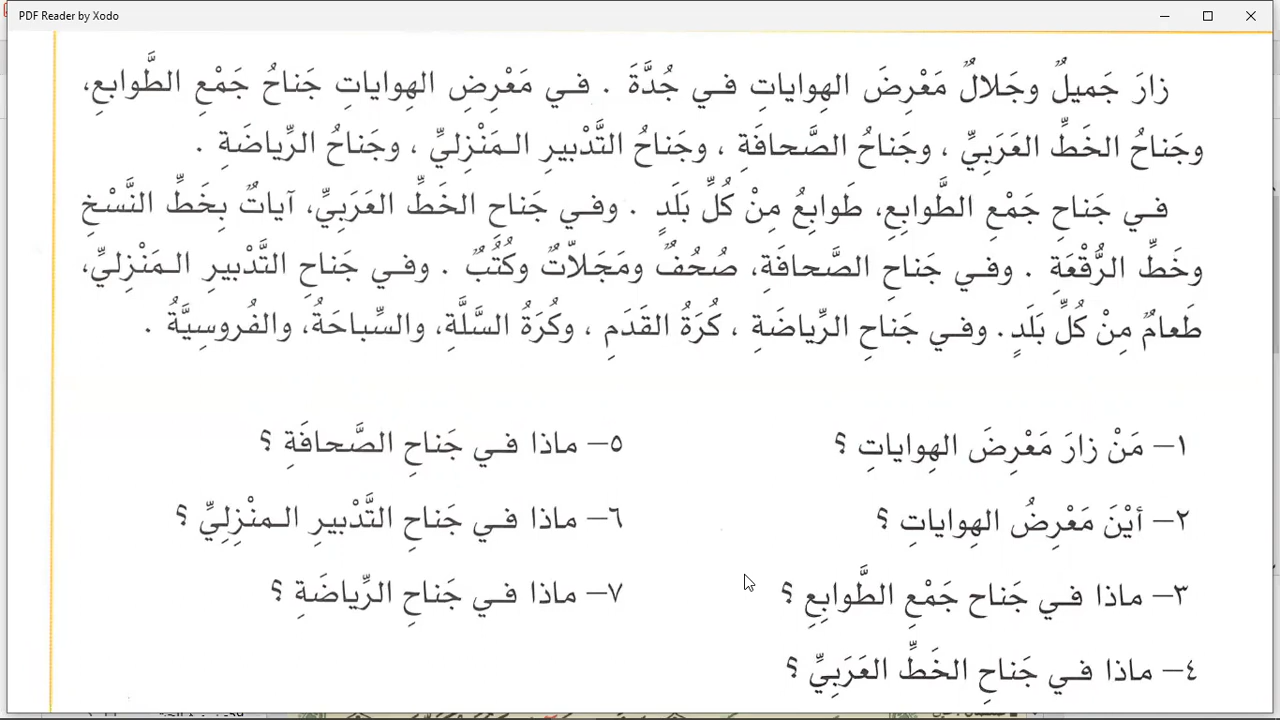 PDF Reader by Xodo
زارَ جَميلٌ وجَلالٌ مَعْرِضَ الهِواياتِ فـي جُدَّةَ . فـي مَعْرِضِ الهِواياتِ جَناحُ جَمْعِ الطَّوابعِ،
وجَناحُ الخَطِّ العَرَبِيِّ ، وجَناحُ الصَّحافَةِ ، وجَناحُ التَّدْبيرِ الـمَنْزِليِّ ، وجَناحُ الرِّياضَةِ .
فـي جَناحِ جَمْعِ الطَّوابِعِ، طَوابِعُ مِنْ كُلِّ بَلَدٍ . وفـي جَناحِ الخَطِّ العَرَبِيِّ، آياتٌ بِخَطِّ النَّسْخِ
وخَطِّ الرُّقْعَةِ . وفـي جَناحِ الصَّحافَةِ، صُحُفٌ ومَجَلاّتٌ وكُتُبٌ . وفـي جَناحِ التَّدْبيرِ الـمَنْزِليِّ،
طَعامٌ مِنْ كُلِّ بَلَدٍ . وفـي جَناحِ الرِّياضَةِ ، كُرَةُ القَدَمِ ، وكُرَةُ السَّلَّةِ، والسِّباحَةُ، والفُروسِيَّةُ .
١– مَنْ زارَ مَعْرِضَ الهِواياتِ ؟
٢– أيْنَ مَعْرِضُ الهِواياتِ ؟
٣– ماذا فـي جَناح جَمْعِ الطَّوابِعِ ؟
٤– ماذا فـي جَناحِ الخَطِّ العَرَبِيِّ ؟
٥– ماذا فـي جَناحِ الصَّحافَةِ ؟
٦– ماذا فـي جَناحِ التَّدْبيرِ الـمنْزِلِيِّ ؟
٧– ماذا فـي جَناحِ الرِّياضَةِ ؟